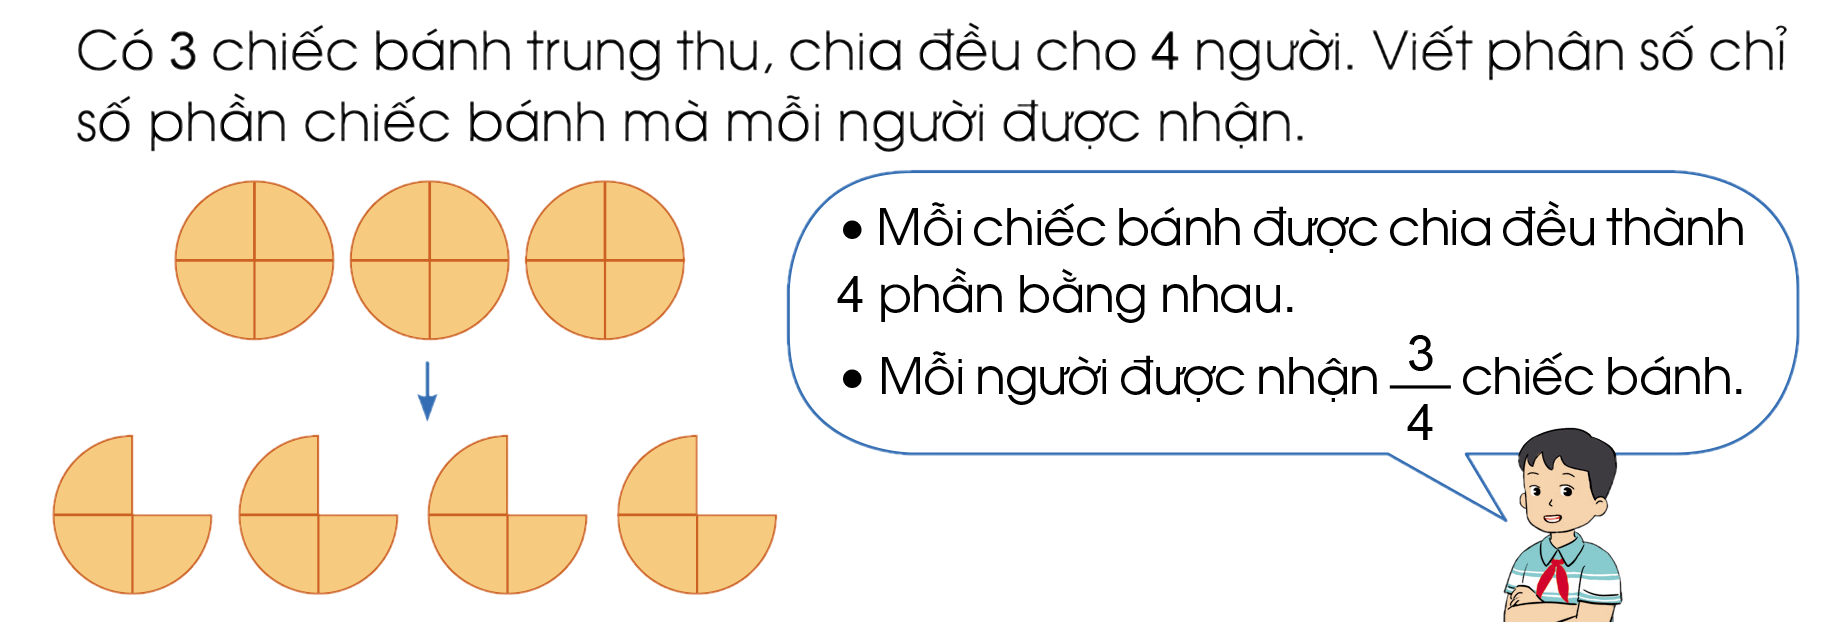 Có 3 chiếc bánh trung thu, chia đều cho 4 người. Viết phân số chỉ
số phần chiếc bánh mà mỗi người được nhận.
• Mỗi chiếc bánh được chia đều thành
4 phần bằng nhau.
• Mỗi người được nhận 3/4 chiếc bánh.